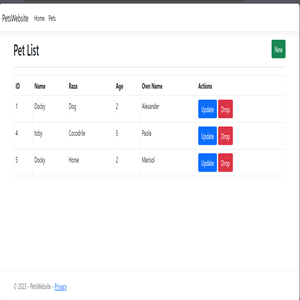 PetsWebsite Home Pets
Pet List
New
ID Name Raza Age Own Name Actions
1 Docky Dog 2 Alexander Update Drop
4 toby Cocodrile 5 Paola Update Drop
5 Docky Horse 2 Marisol Update Drop
© 2023 - PetsWebsite - Privacy